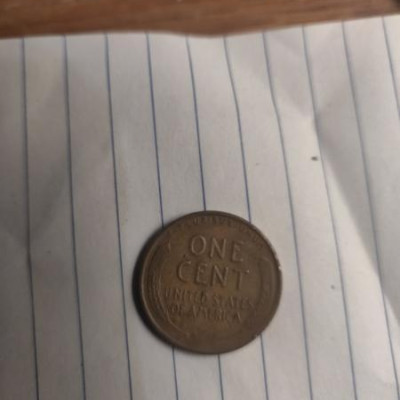 ONE
CENT
UNITED STATES
OF AMERICA